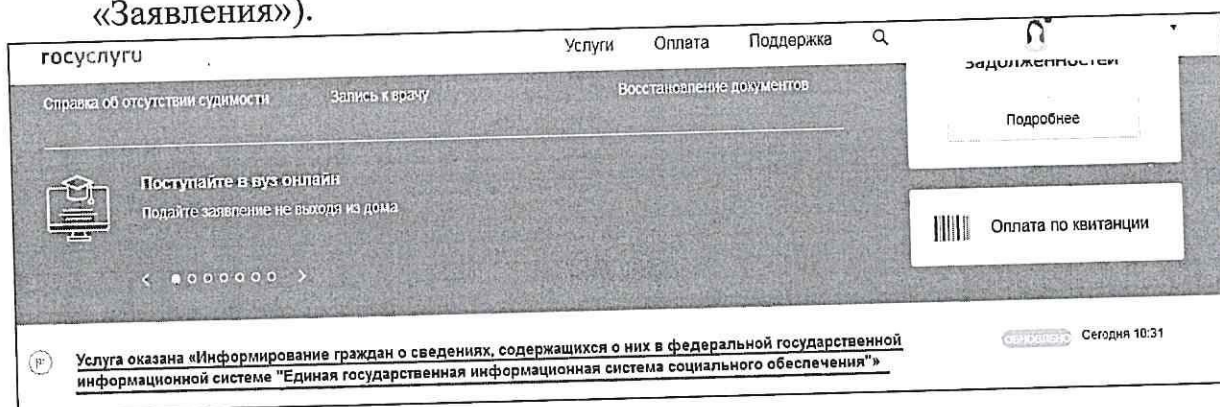 «Заявления»).
госуслуги
Услуги Оплата Поддержка
задолженностей
Справка об отсутствии судимости Запись к врачу Восстановление документов
Подробнее
Поступайте в вуз онлайн
Подайте заявление не выходя из дома
Оплата по квитанции
Услуга оказана «Информирование граждан о сведениях, содержащихся о них в федеральной государственной
информационной системе "Единая государственная информационная система социального обеспечения"»
ОБНОВЛЕНО Сегодня 10:31